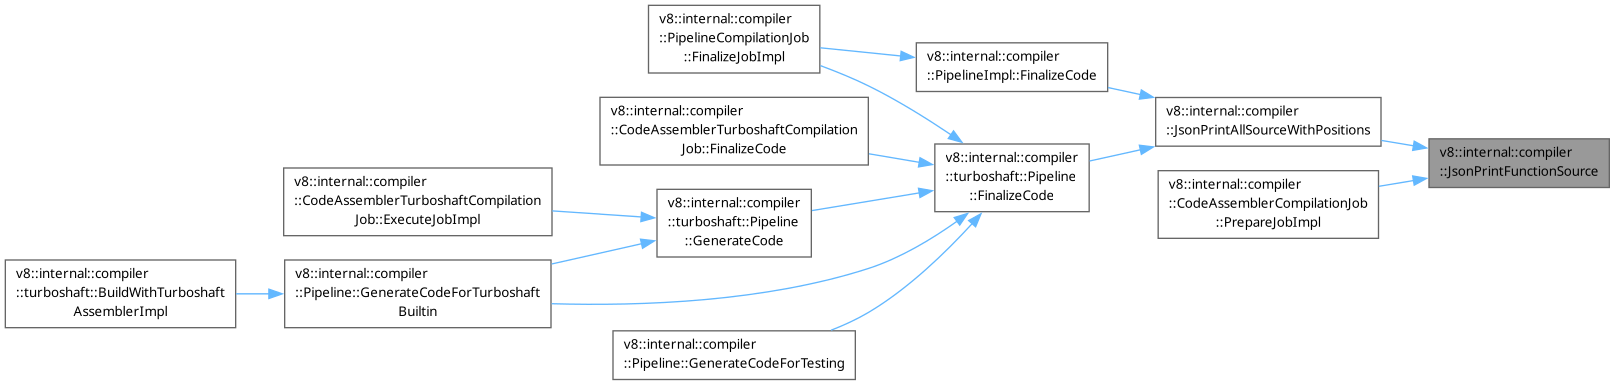 v8::internal::compiler
::PipelineCompilationJob
::FinalizeJobImpl
v8::internal::compiler
::PipelineImpl::FinalizeCode
v8::internal::compiler
::CodeAssemblerTurboshaftCompilation
Job::FinalizeCode
v8::internal::compiler
::JsonPrintAllSourceWithPositions
v8::internal::compiler
::JsonPrintFunctionSource
v8::internal::compiler
::turboshaft::Pipeline
::FinalizeCode
v8::internal::compiler
::CodeAssemblerCompilationJob
::PrepareJobImpl
v8::internal::compiler
::CodeAssemblerTurboshaftCompilation
Job::ExecuteJobImpl
v8::internal::compiler
::turboshaft::Pipeline
::GenerateCode
v8::internal::compiler
::turboshaft::BuildWithTurboshaft
AssemblerImpl
v8::internal::compiler
::Pipeline::GenerateCodeForTurboshaft
Builtin
v8::internal::compiler
::Pipeline::GenerateCodeForTesting